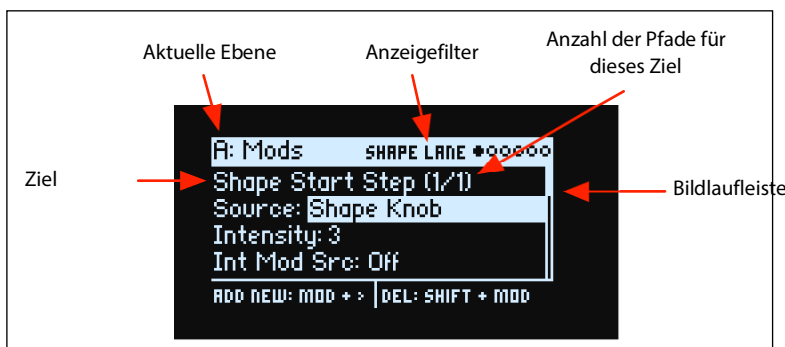 Anzahl der Pfade für
dieses Ziel
Aktuelle Ebene
Anzeigefilter
A: Mods SHAPE LANE
Ziel
Shape Start Step (1/1)
Bildlaufleiste
Source: Shape Knob
Intensity: 3
Int Mod Src: Off
ADD NEW: MOD + > DEL: SHIFT + MOD